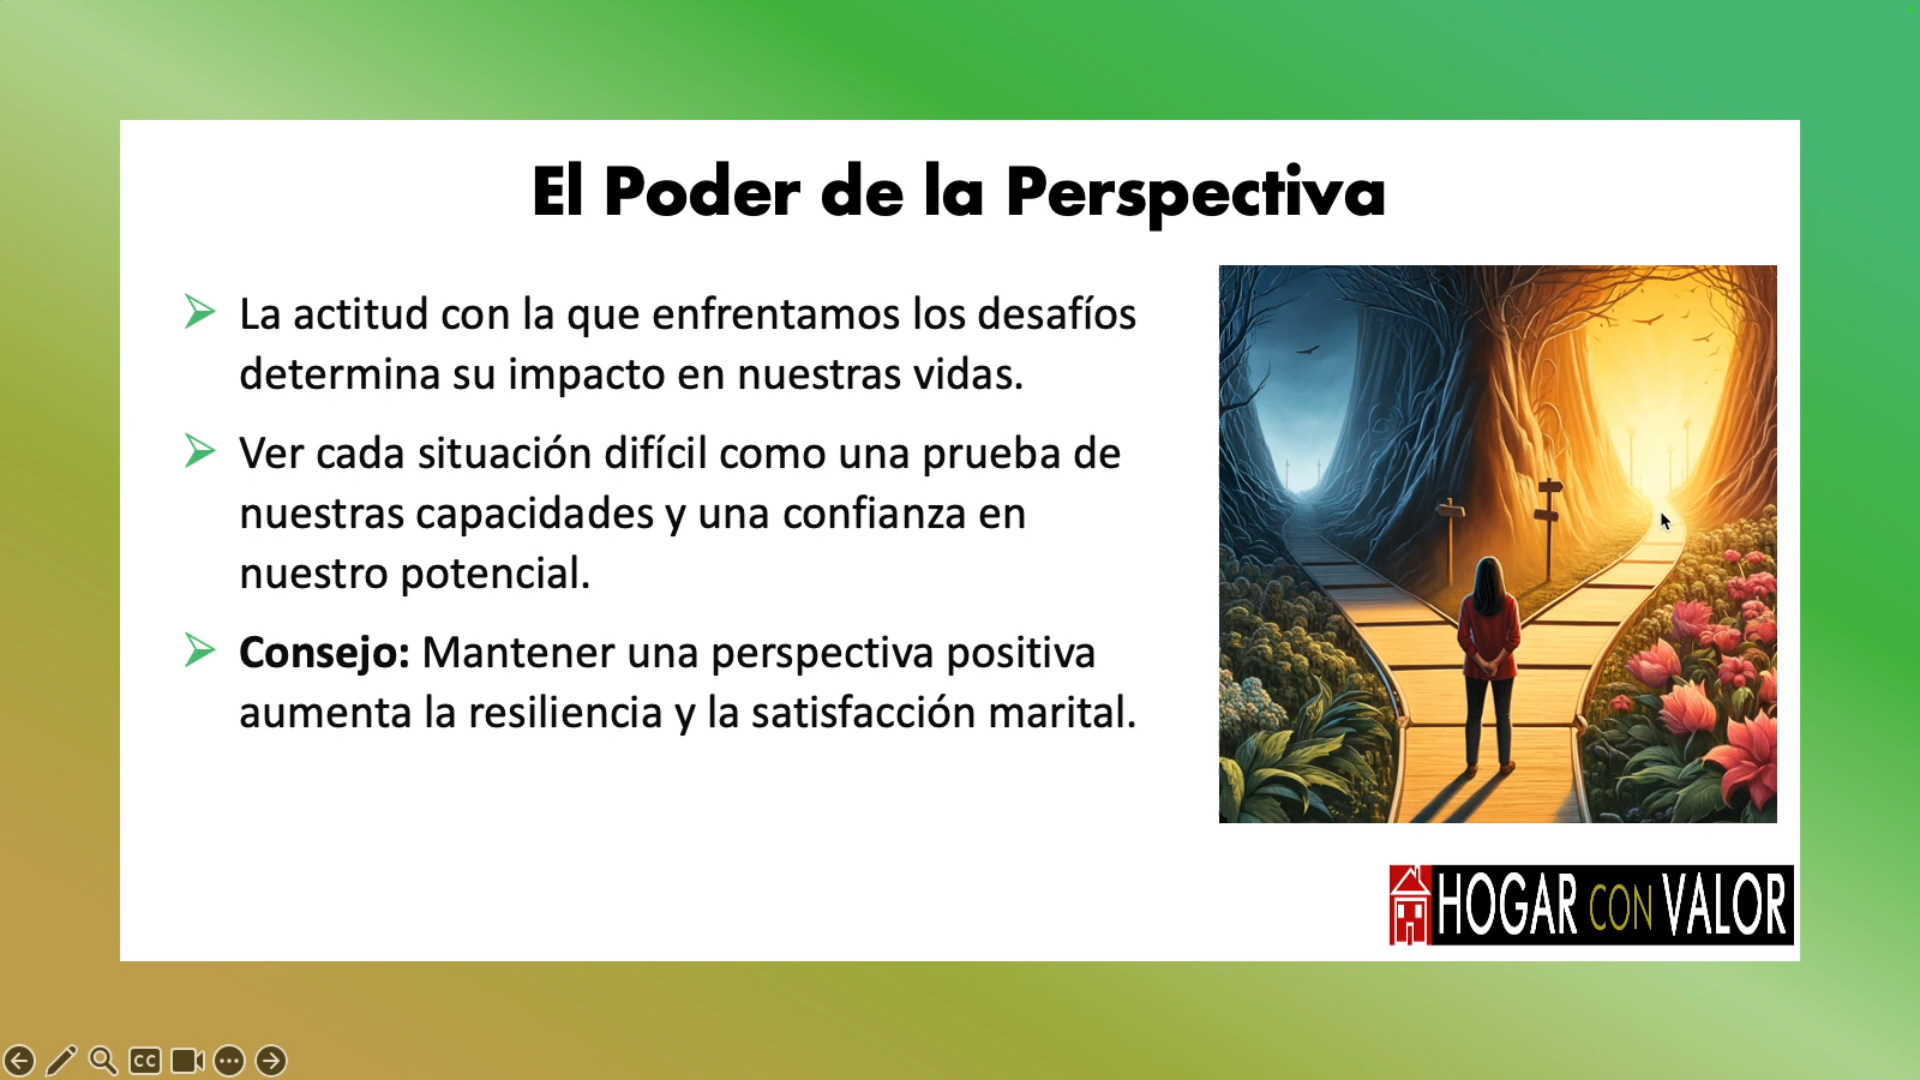 El Poder de la Perspectiva
La actitud con la que enfrentamos los desafíos
determina su impacto en nuestras vidas.
Ver cada situación difícil como una prueba de
nuestras capacidades y una confianza en
nuestro potencial.
Consejo: Mantener una perspectiva positiva
aumenta la resiliencia y la satisfacción marital.
HOGAR CON VALOR
CC